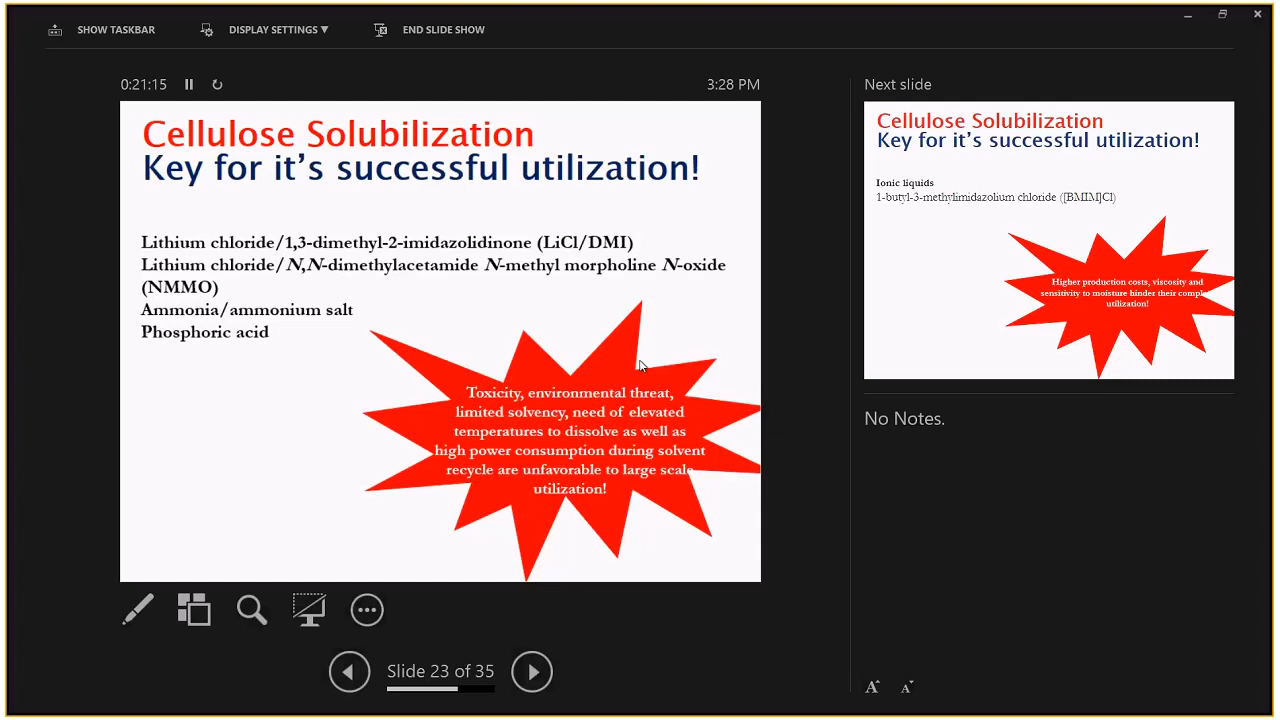 SHOW TASKBAR
DISPLAY SETTINGS ▼
END SLIDE SHOW
0:21:15
3:28 PM
Cellulose Solubilization
Key for it's successful utilization!
Lithium chloride/1,3-dimethyl-2-imidazolidinone (LiCl/DMI)
Lithium chloride/N,N-dimethylacetamide N-methyl morpholine N-oxide
(NMMO)
Ammonia/ammonium salt
Phosphoric acid
Toxicity, environmental threat,
limited solvency, need of elevated
temperatures to dissolve as well as
high power consumption during solvent
recycle are unfavorable to large scale
utilization!
Slide 23 of 35
Next slide
Cellulose Solubilization
Key for it's successful utilization!
Ionic liquids
1-butyl-3-methylimidazolium chloride ([BMIM]Cl)
Higher production costs, viscosity and
sensitivity to moisture hinder their
utilization!
No Notes.
A A